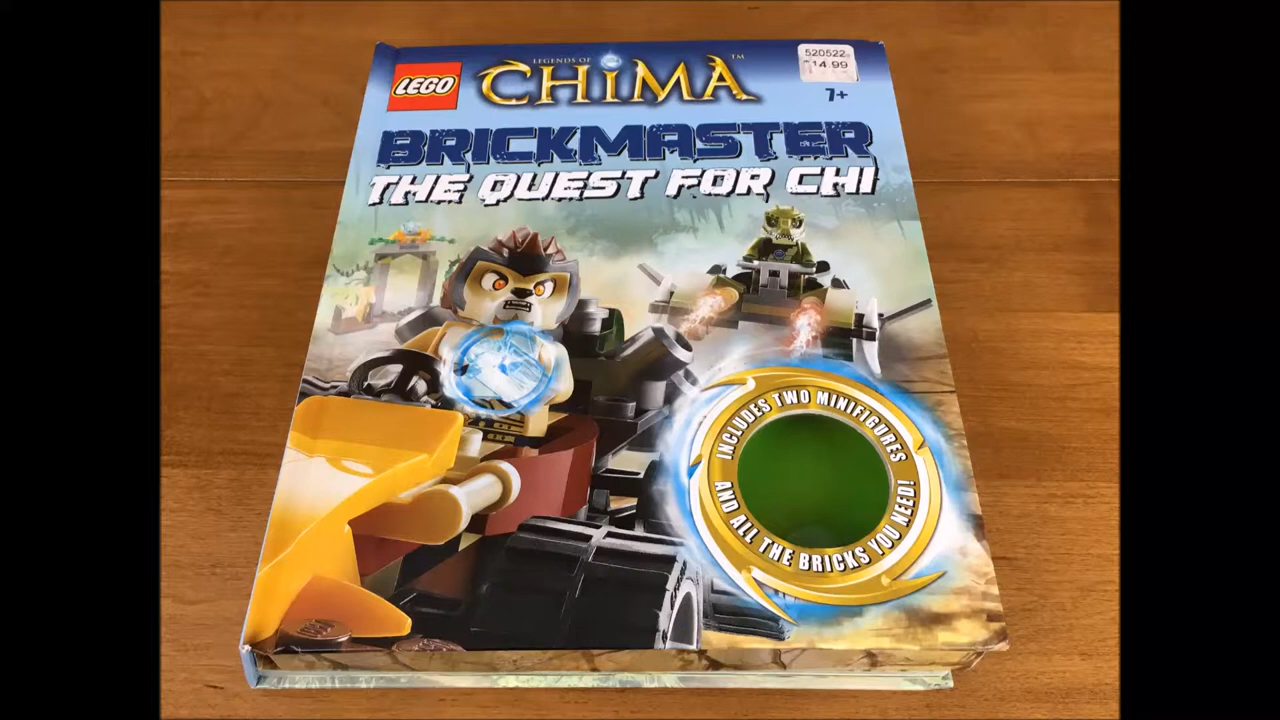 520522
14.99
LEGO
LEGENDS OF
CHIMA™
7+
BRICKMASTER
THE QUEST FOR CHI
INCLUDES TWO MINIFIGURES
AND ALL THE BRICKS YOU NEED!